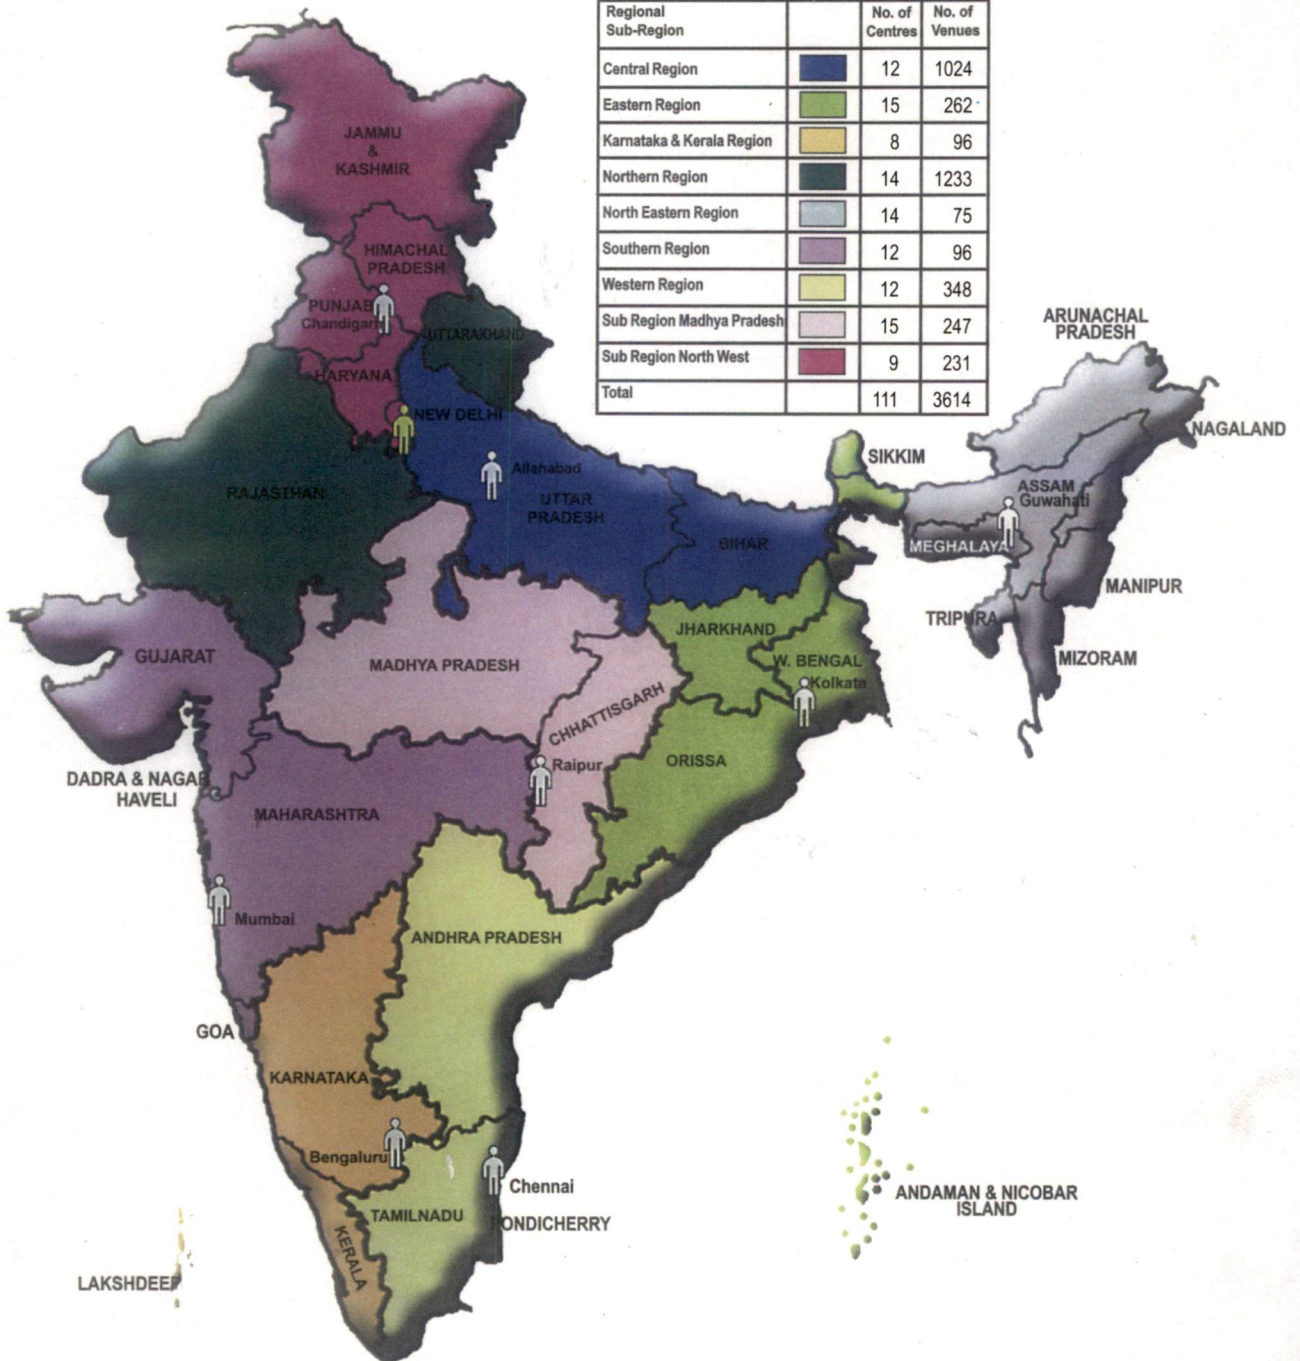 Regional Sub-Region No. of Centres No. of Venues
Central Region 12 1024
Eastern Region 15 262
Karnataka & Kerala Region 8 96
Northern Region 14 1233
North Eastern Region 14 75
Southern Region 12 96
Western Region 12 348
Sub Region Madhya Pradesh 15 247
Sub Region North West 9 231
Total 111 3614
JAMMU
&
KASHMIR
HIMACHAL
PRADESH
PUNJAB
Chandigarh
UTTARAKHAND
HARYANA
NEW DELHI
RAJASTHAN
Allahabad
UTTAR
PRADESH
BIHAR
SIKKIM
ARUNACHAL
PRADESH
NAGALAND
ASSAM
Guwahati
MEGHALAYA
MANIPUR
TRIPURA
MIZORAM
GUJARAT
MADHYA PRADESH
JHARKHAND
W. BENGAL
Kolkata
CHHATTISGARH
Raipur
ORISSA
DADRA & NAGAR
HAVELI
MAHARASHTRA
Mumbai
ANDHRA PRADESH
GOA
KARNATAKA
Bengaluru
Chennai
TAMILNADU
PONDICHERRY
KERALA
LAKSHDEEP
ANDAMAN & NICOBAR
ISLAND